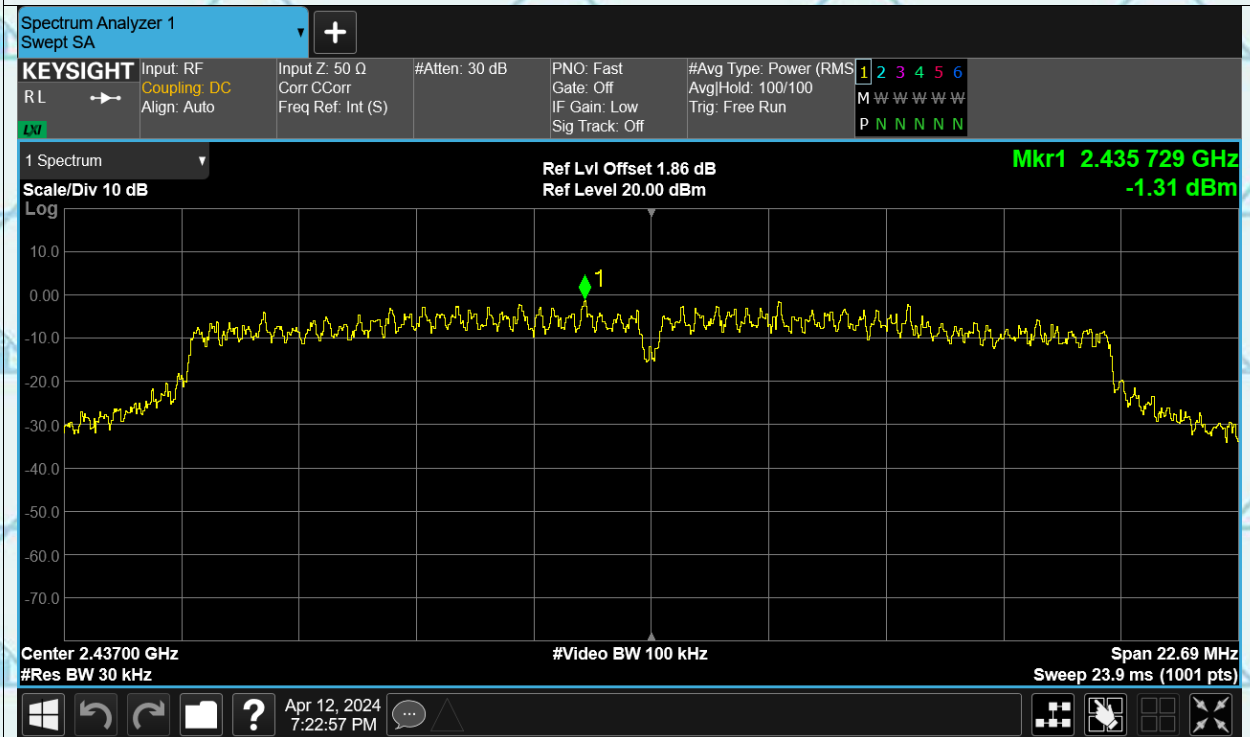 Spectrum Analyzer 1
Swept SA
KEYSIGHT
R L
LXI
Input: RF
Coupling: DC
Align: Auto
Input Z: 50 Ω
Corr CCorr
Freq Ref: Int (S)
#Atten: 30 dB
PNO: Fast
Gate: Off
IF Gain: Low
Sig Track: Off
#Avg Type: Power (RMS
Avg|Hold: 100/100
Trig: Free Run
1 2 3 4 5 6
M W W W W W
P N N N N N
1 Spectrum
Scale/Div 10 dB
Ref Lvl Offset 1.86 dB
Ref Level 20.00 dBm
Mkr1 2.435 729 GHz
-1.31 dBm
Log
10.0
0.00
-10.0
-20.0
-30.0
-40.0
-50.0
-60.0
-70.0
1
Center 2.43700 GHz
#Res BW 30 kHz
#Video BW 100 kHz
Span 22.69 MHz
Sweep 23.9 ms (1001 pts)
Apr 12, 2024
7:22:57 PM